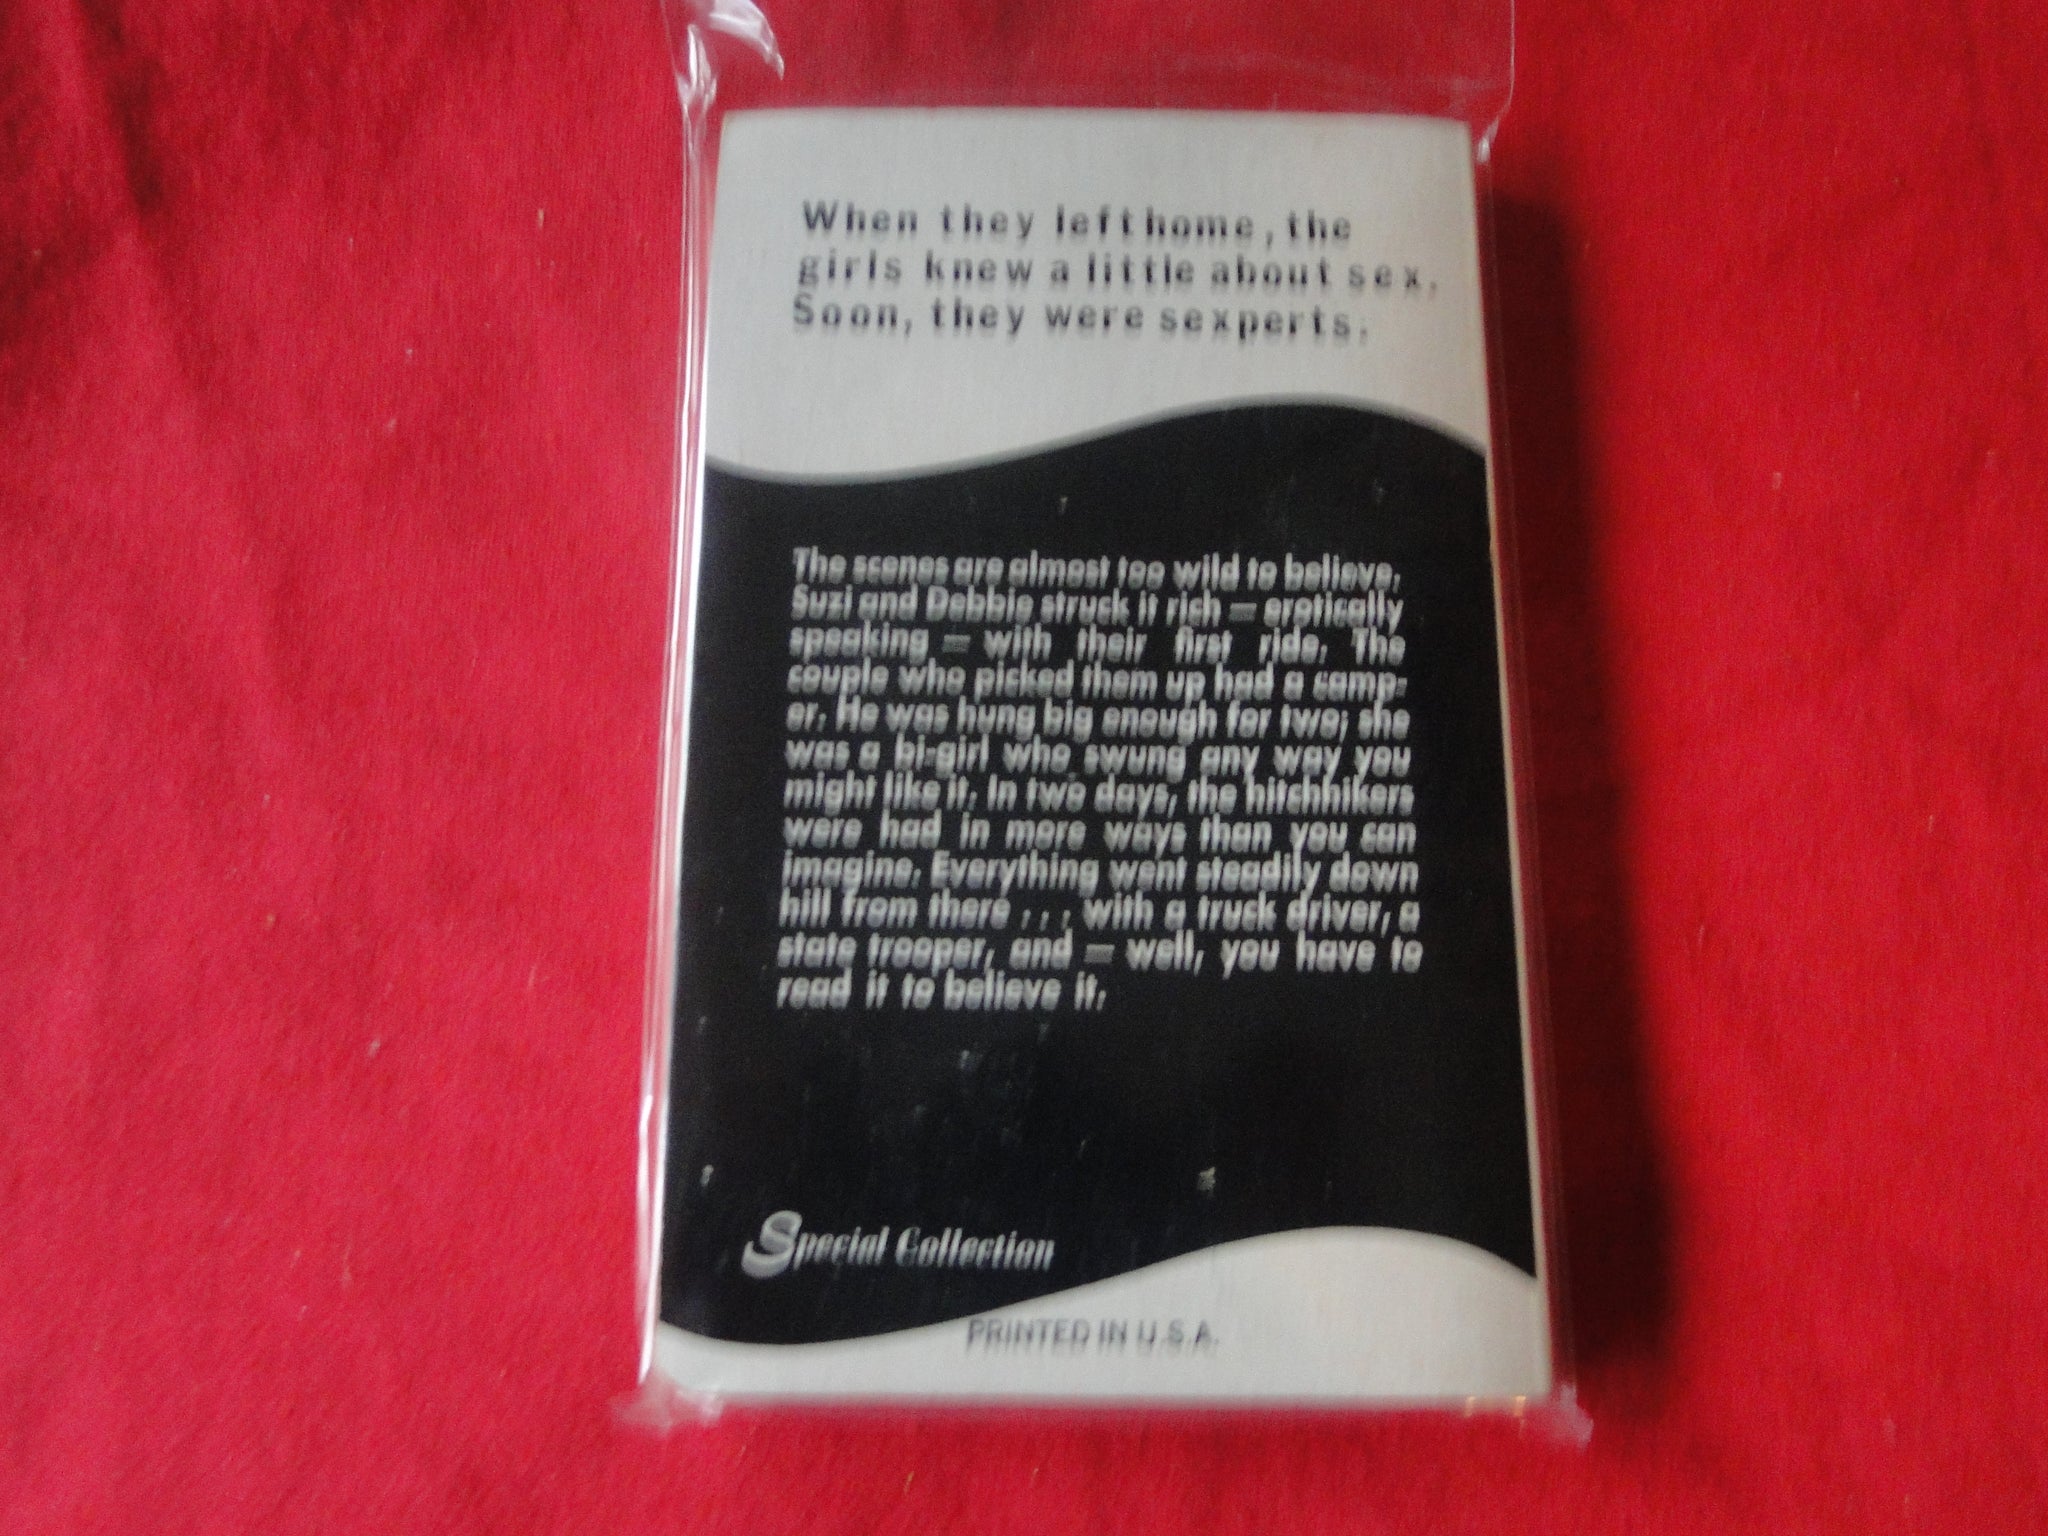 When they left home, the
girls knew a little about sex.
Soon, they were sexperts.
The scenes are almost too wild to believe.
Suzi and Debbie struck it rich — erotically
speaking — with their first ride. The
couple who picked them up had a camp-
er. He was hung big enough for two; she
was a bi-girl who swung any way you
might like it. In two days, the hitchhikers
were had in more ways than you can
imagine. Everything went steadily down
hill from there . . . with a truck driver, a
state trooper, and — well, you have to
read it to believe it.
Special Collection
PRINTED IN U.S.A.